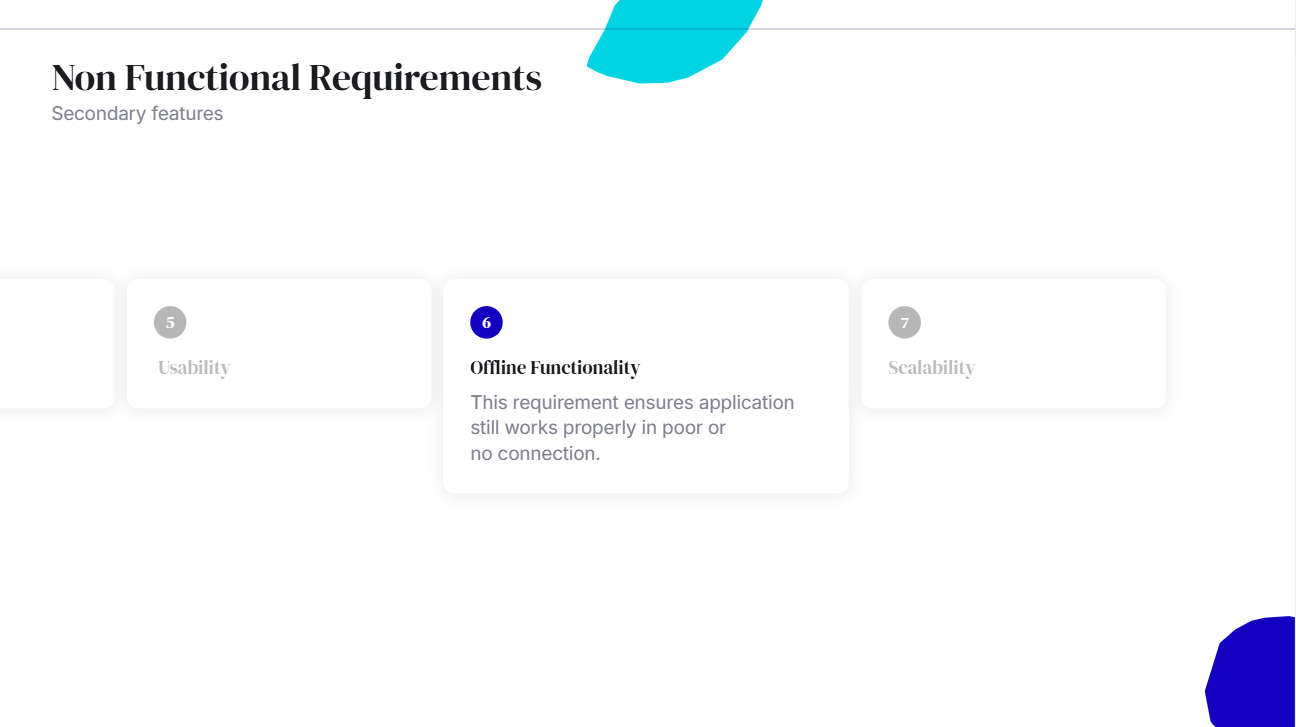 Non Functional Requirements
Secondary features
5
Usability
6
Offline Functionality
This requirement ensures application
still works properly in poor or
no connection.
7
Scalability